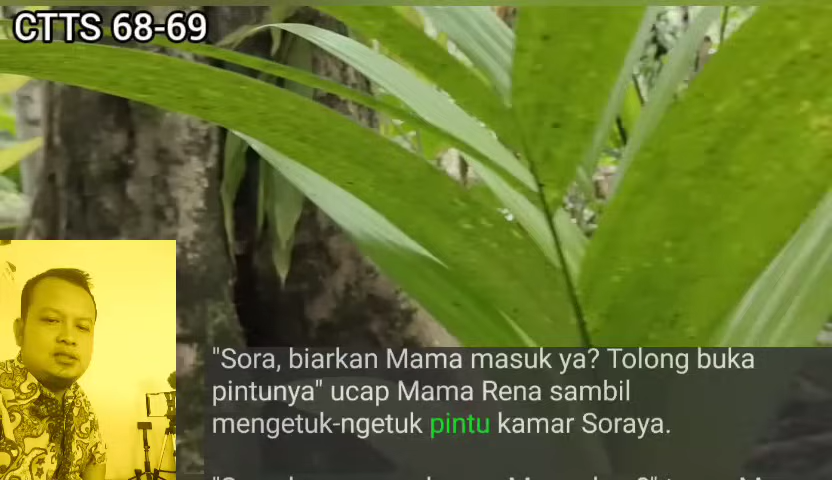 CTTS 68-69
"Sora, biarkan Mama masuk ya? Tolong buka
pintunya" ucap Mama Rena sambil
mengetuk-ngetuk pintu kamar Soraya.